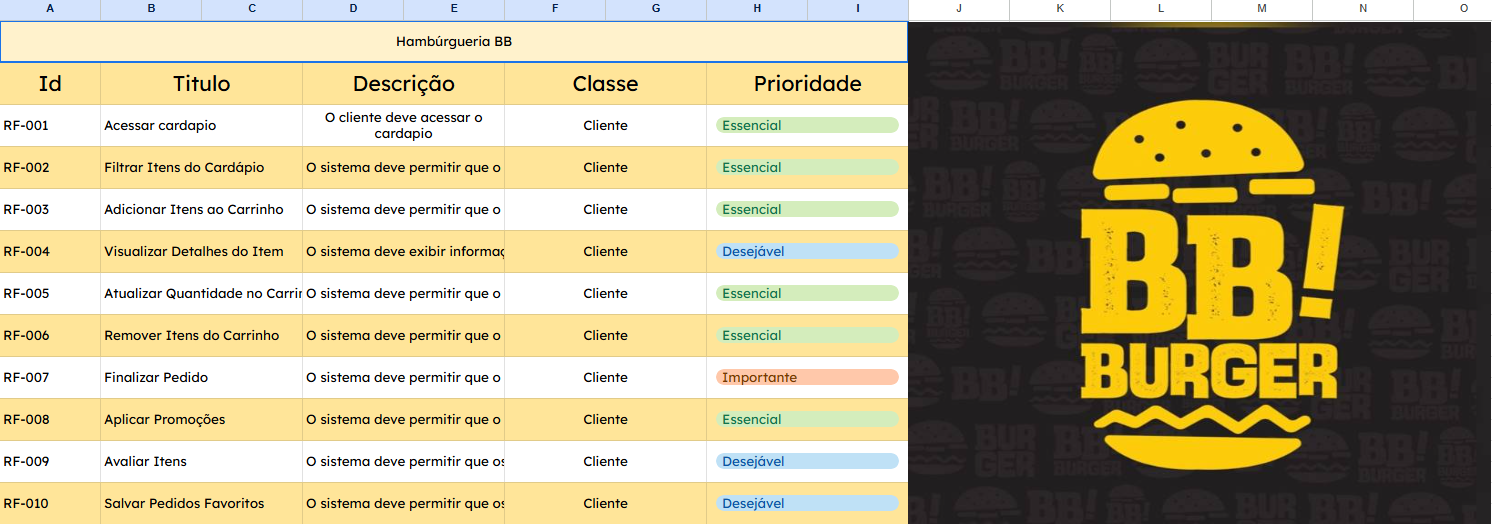 A B C D E F G H I J K L M N O
Hambúrgueria BB
Id Titulo Descrição Classe Prioridade
RF-001 Acessar cardapio O cliente deve acessar o
cardapio Cliente Essencial
RF-002 Filtrar Itens do Cardápio O sistema deve permitir que o Cliente Essencial
RF-003 Adicionar Itens ao Carrinho O sistema deve permitir que o Cliente Essencial
RF-004 Visualizar Detalhes do Item O sistema deve exibir informaç Cliente Desejável
RF-005 Atualizar Quantidade no Carrin O sistema deve permitir que o Cliente Essencial
RF-006 Remover Itens do Carrinho O sistema deve permitir que o Cliente Essencial
RF-007 Finalizar Pedido O sistema deve permitir que o Cliente Importante
RF-008 Aplicar Promoções O sistema deve permitir que o Cliente Essencial
RF-009 Avaliar Itens O sistema deve permitir que os Cliente Desejável
RF-010 Salvar Pedidos Favoritos O sistema deve permitir que os Cliente Desejável
BB!
BURGER